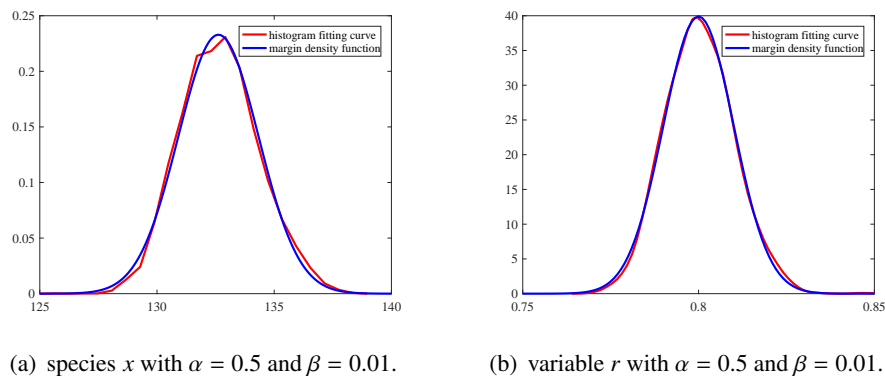 0.25
0.2
0.15
0.1
0.05
0
125 130 135 140
histogram fitting curve
margin density function
40
35
30
25
20
15
10
5
0
0.75 0.8 0.85
histogram fitting curve
margin density function
(a) species x with α = 0.5 and β = 0.01.
(b) variable r with α = 0.5 and β = 0.01.